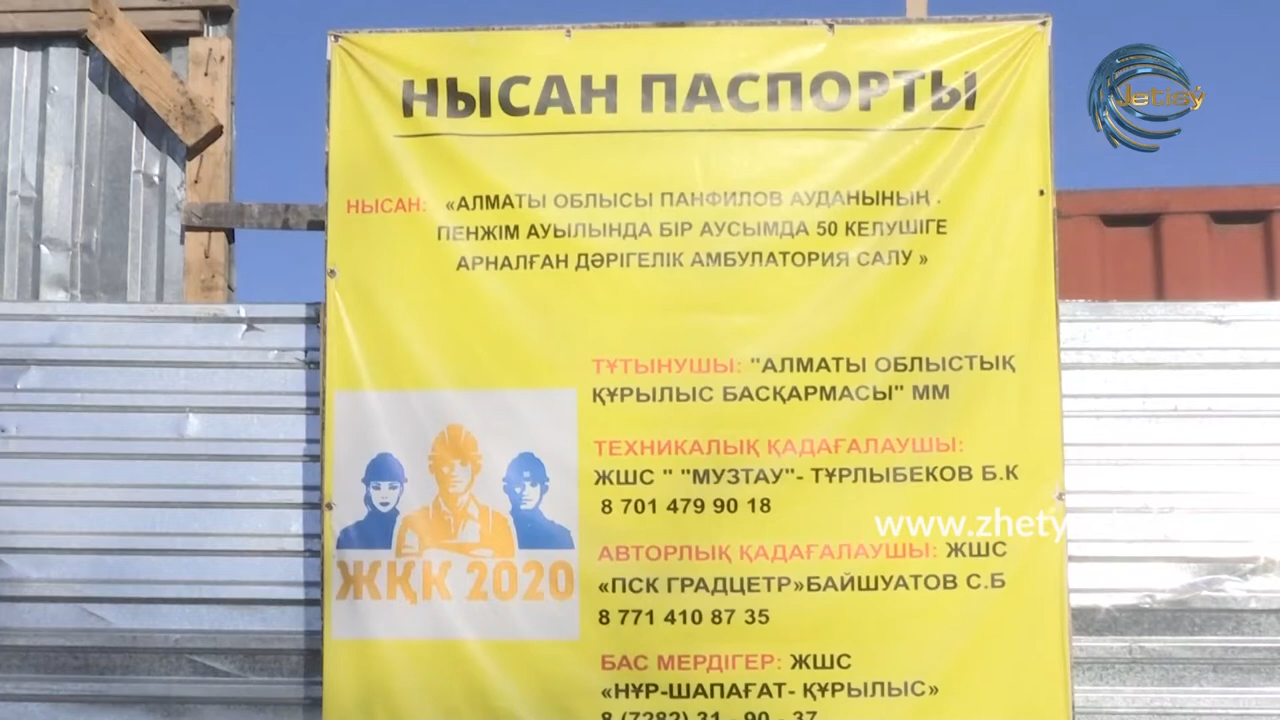 НЫСАН ПАСПОРТЫ
Jetisý
НЫСАН: «АЛМАТЫ ОБЛЫСЫ ПАНФИЛОВ АУДАНЫНЫҢ .
ПЕНЖІМ АУЫЛЫНДА БІР АУСЫМДА 50 КЕЛУШІГЕ
АРНАЛҒАН ДӘРІГЕЛІК АМБУЛАТОРИЯ САЛУ »
ТҰТЫНУШЫ: "АЛМАТЫ ОБЛЫСТЫҚ
ҚҰРЫЛЫС БАСҚАРМАСЫ" ММ
ТЕХНИКАЛЫҚ ҚАДАҒАЛАУШЫ:
ЖШС " "МУЗТАУ"- ТҰРЛЫБЕКОВ Б.К
8 701 479 90 18
АВТОРЛЫҚ ҚАДАҒАЛАУШЫ: ЖШС
«ПСК ГРАДЦЕТР»БАЙШУАТОВ С.Б
8 771 410 87 35
БАС МЕРДІГЕР: ЖШС
«НҰР-ШАПАҒАТ- ҚҰРЫЛЫС»
8 (7282) 31 - 90 - 37
ЖҚК 2020